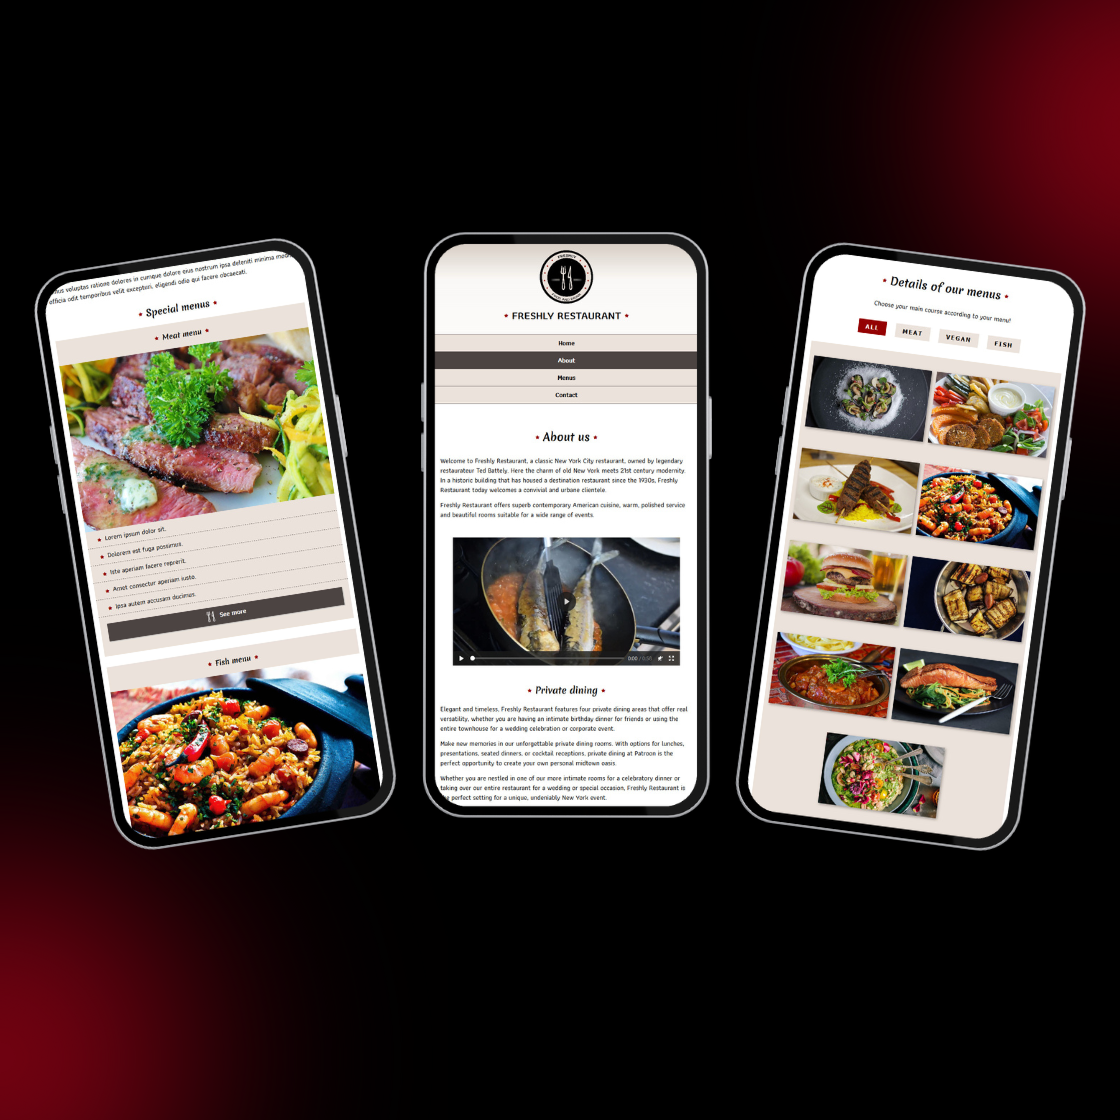 voluptas ratione dolores in cumque dolore eius nostrum ipsa deleniti minima
officia odit temporibus velit excepturi, eligendi odio qui facere obcaecati.
Special menus
Meat menu
Lorem ipsum dolor sit.
Dolorem est fuga possimus.
Iste aperiam facere reprerit.
Amet consectur aperiam iusto.
Ipsa autem accusam ducimus.
See more
Fish menu
FRESHLY
FRESHLY RESTAURANT
Home
About
Menus
Contact
About us
Welcome to Freshly Restaurant, a classic New York City restaurant, owned by legendary
restaurateur Ted Battely. Here the charm of old New York meets 21st century modernity.
In a historic building that has housed a destination restaurant since the 1930s, Freshly
Restaurant today welcomes a convivial and urbane clientele.
Freshly Restaurant offers superb contemporary American cuisine, warm, polished service
and beautiful rooms suitable for a wide range of events.
0:00
Private dining
Elegant and timeless, Freshly Restaurant features four private dining areas that offer real
versatility, whether you are having an intimate birthday dinner for friends or using the
entire townhouse for a wedding celebration or corporate event.
Make new memories in our unforgettable private dining rooms. With options for lunches,
presentations, seated dinners, or cocktail receptions, private dining at Patroon is the
perfect opportunity to create your own personal midtown oasis.
Whether you are nestled in one of our more intimate rooms for a celebratory dinner or
taking over our entire restaurant for a wedding or special occasion, Freshly Restaurant is
perfect setting for a unique, undeniably New York event.
Details of our menus
Choose your main course according to your menu!
ALL
MEAT
VEGAN
FISH